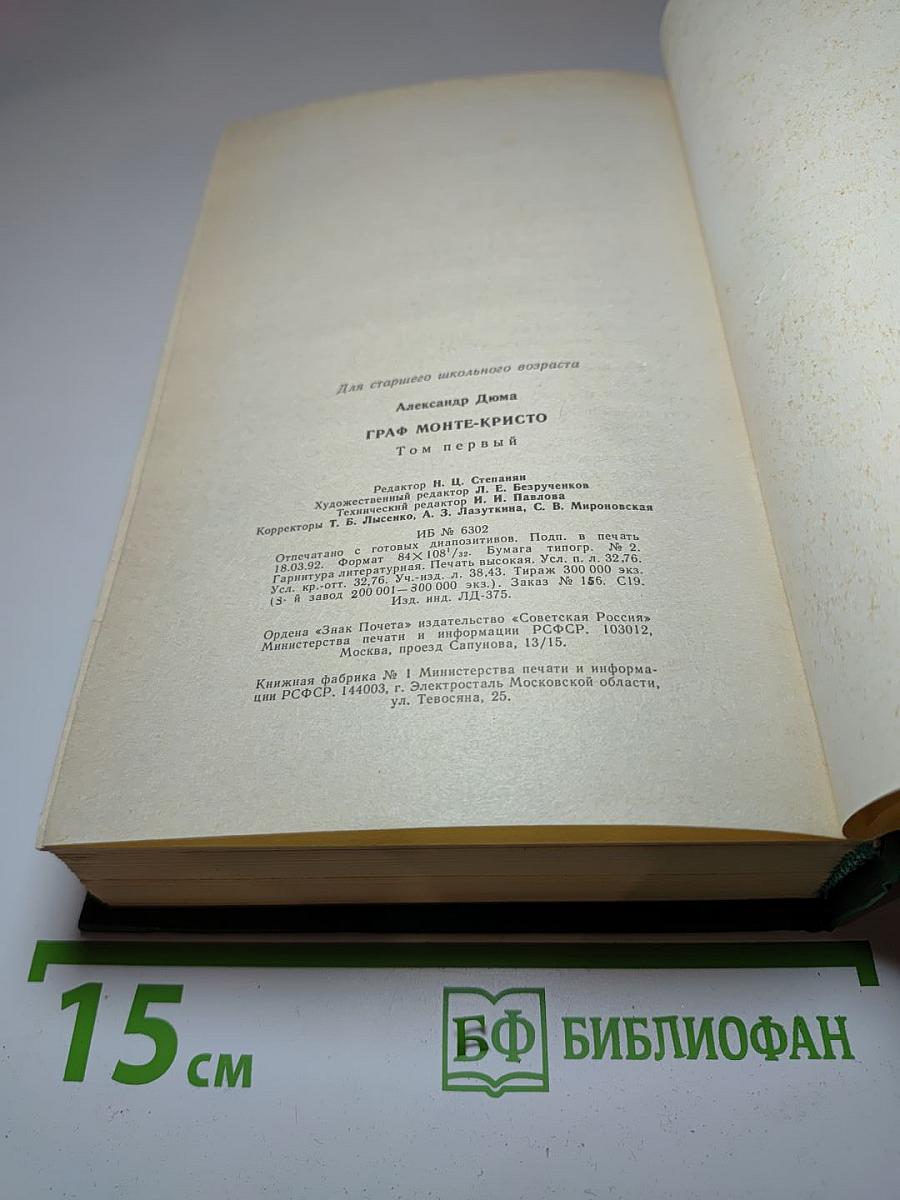 Для старшего школьного возраста
Александр Дюма
ГРАФ МОНТЕ-КРИСТО
Том первый
Редактор Н. Ц. Степанян
Художественный редактор Л. Е. Безрученков
Технический редактор И. И. Павлова
Корректоры Т. Б. Лысенко, А. З. Лазуткина, С. В. Мироновская
ИБ № 6302
Отпечатано с готовых диапозитивов. Подп. в печать
18.03.92. Формат 84×108¹/₃₂. Бумага типогр. № 2.
Гарнитура литературная. Печать высокая. Усл. п. л. 32,76.
Усл. кр.-отт. 32,76. Уч.-изд. л. 38,43. Тираж 300 000 экз.
(3-й завод 200 001—300 000 экз.). Заказ № 156. С19.
Изд. инд. ЛД-375.
Ордена «Знак Почета» издательство «Советская Россия»
Министерства печати и информации РСФСР. 103012,
Москва, проезд Сапунова, 13/15.
Книжная фабрика № 1 Министерства печати и информа-
ции РСФСР. 144003, г. Электросталь Московской области,
ул. Тевосяна, 25.
15 см
БФ БИБЛИОФАН